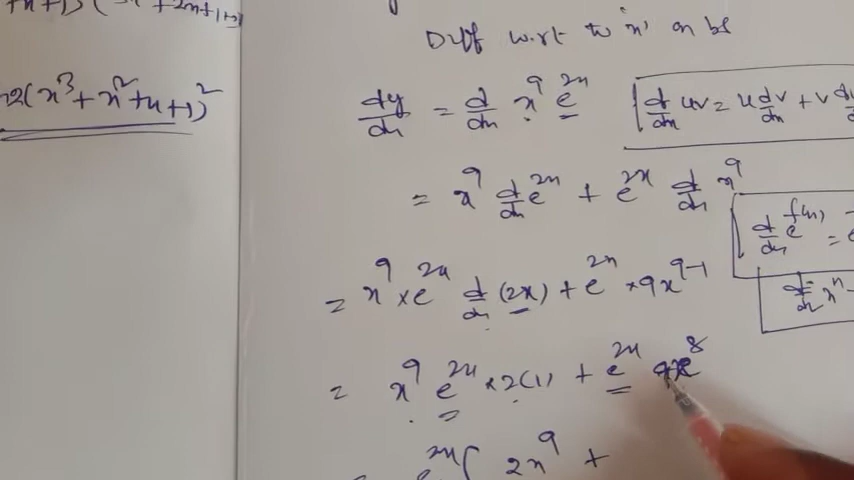 2(x³+x²+x+1)²
Diff w.r.t to 'x' on bs
dy/dx = d/dx x⁹ e²ˣ
d/dx uv = u dv/dx + v
= x⁹ d/dx e²ˣ + e²ˣ d/dx x⁹
d/dx e^f(x) =
= x⁹ × e²ˣ d/dx (2x) + e²ˣ × 9x⁹⁻¹
d/dx xⁿ
= x⁹ e²ˣ × 2(1) + e²ˣ 9x⁸
e²ˣ ( 2x⁹ +